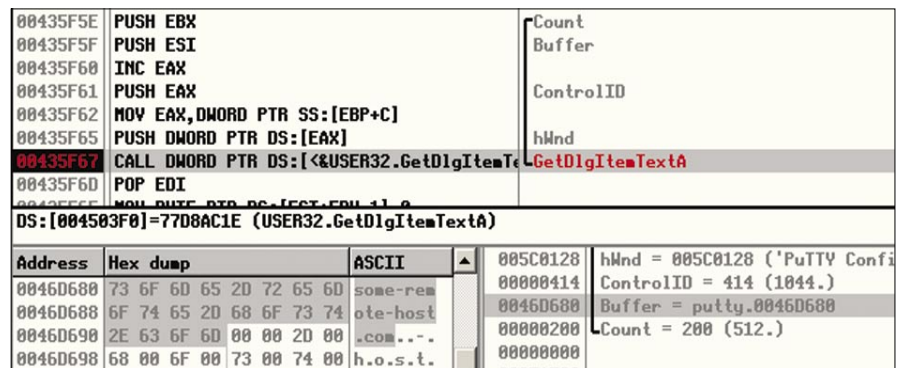 00435F5E PUSH EBX Count
00435F5F PUSH ESI Buffer
00435F60 INC EAX
00435F61 PUSH EAX ControlID
00435F62 MOV EAX,DWORD PTR SS:[EBP+C]
00435F65 PUSH DWORD PTR DS:[EAX] hWnd
00435F67 CALL DWORD PTR DS:[<&USER32.GetDlgItemTe GetDlgItemTextA
00435F6D POP EDI
DS:[004503F0]=77D8AC1E (USER32.GetDlgItemTextA)
Address Hex dump ASCII
0046D680 73 6F 6D 65 2D 72 65 6D some-rem
0046D688 6F 74 65 2D 68 6F 73 74 ote-host
0046D690 2E 63 6F 6D 00 00 2D 00 .com..-.
0046D698 68 00 6F 00 73 00 74 00 h.o.s.t.
005C0128 hWnd = 005C0128 ('PuTTY Confi
00000414 ControlID = 414 (1044.)
0046D680 Buffer = putty.0046D680
00000200 Count = 200 (512.)
00000000